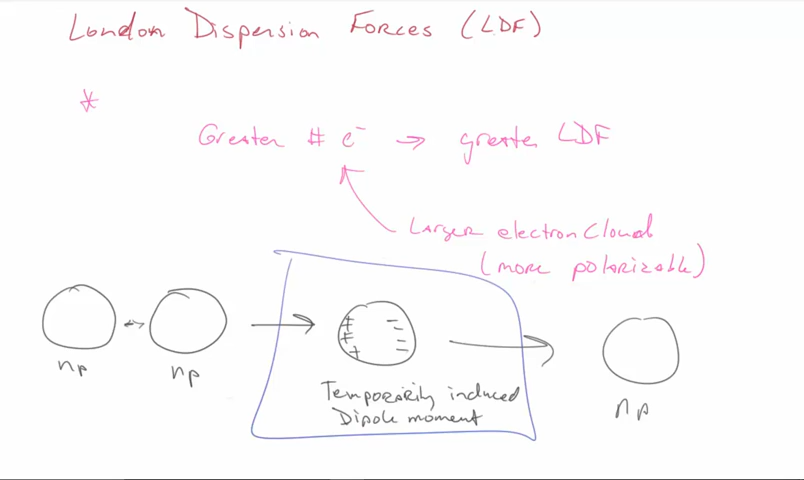 London Dispersion Forces (LDF)
*
Greater # e⁻ → greater LDF
Larger electron Cloud
(more polarizable)
np
np
+ −
+ −
+ −
Temporarily induced
Dipole moment
np